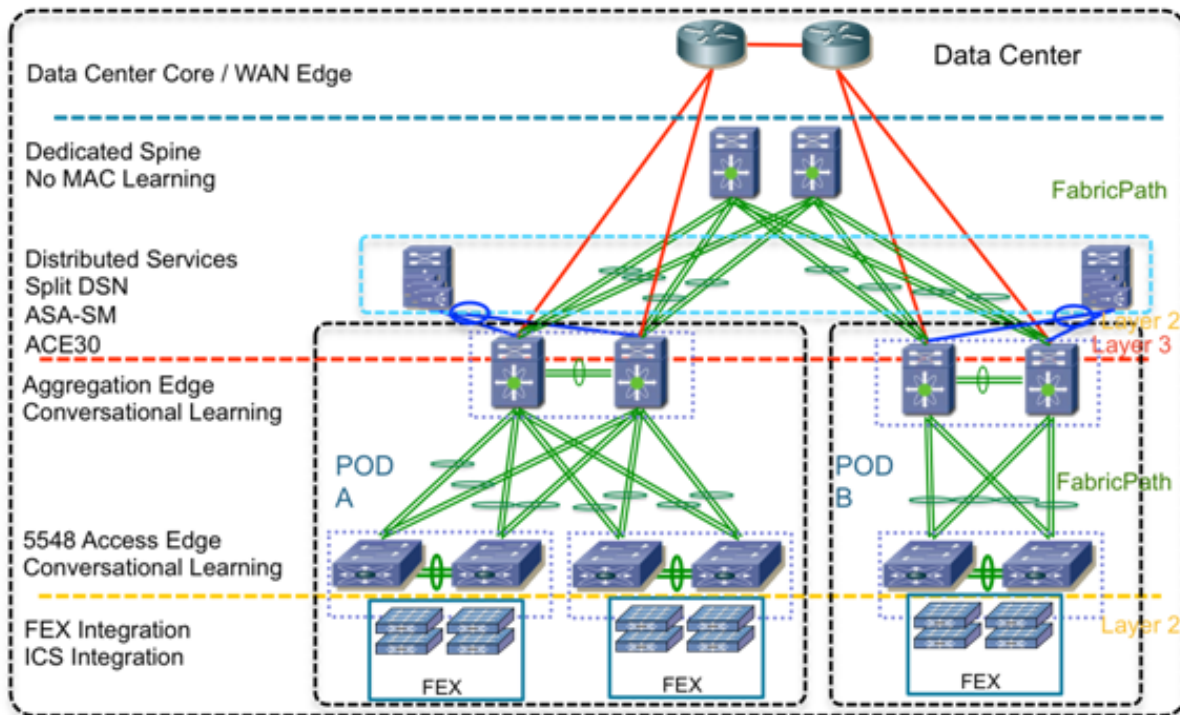 Data Center
Data Center Core / WAN Edge
Dedicated Spine
No MAC Learning
FabricPath
Distributed Services
Split DSN
ASA-SM
ACE30
Layer 2
Layer 3
Aggregation Edge
Conversational Learning
POD
A
POD
B
FabricPath
5548 Access Edge
Conversational Learning
FEX Integration
ICS Integration
Layer 2
FEX
FEX
FEX